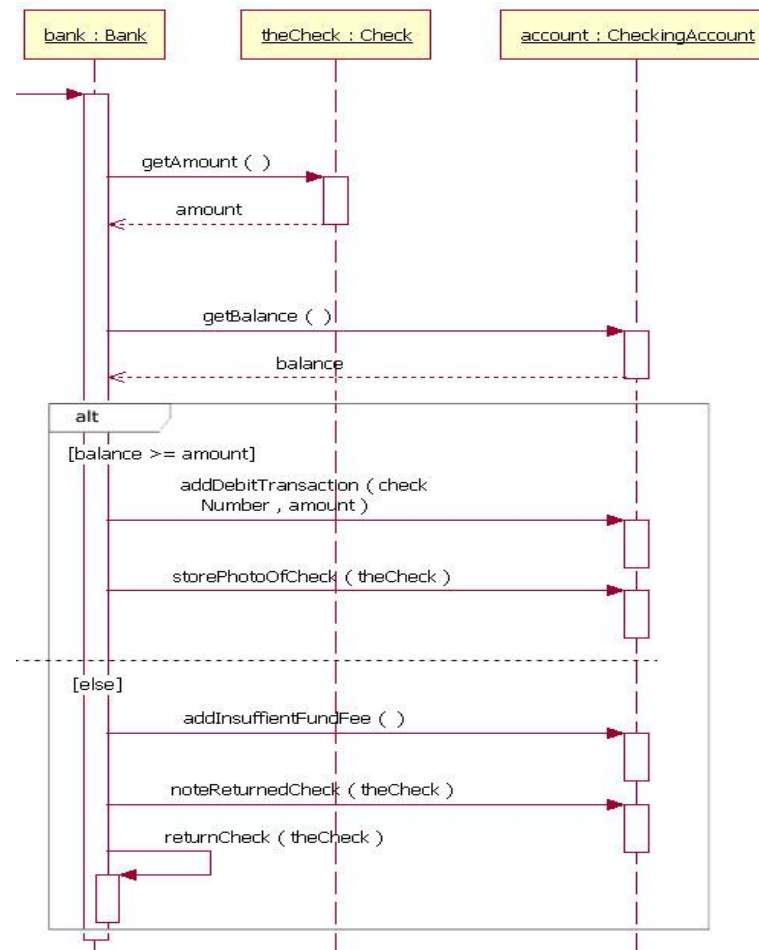 bank : Bank
theCheck : Check
account : CheckingAccount
getAmount ( )
amount
getBalance ( )
balance
alt
[balance >= amount]
addDebitTransaction ( check
Number , amount )
storePhotoOfCheck ( theCheck )
[else]
addInsuffientFundFee ( )
noteReturnedCheck ( theCheck )
returnCheck ( theCheck )